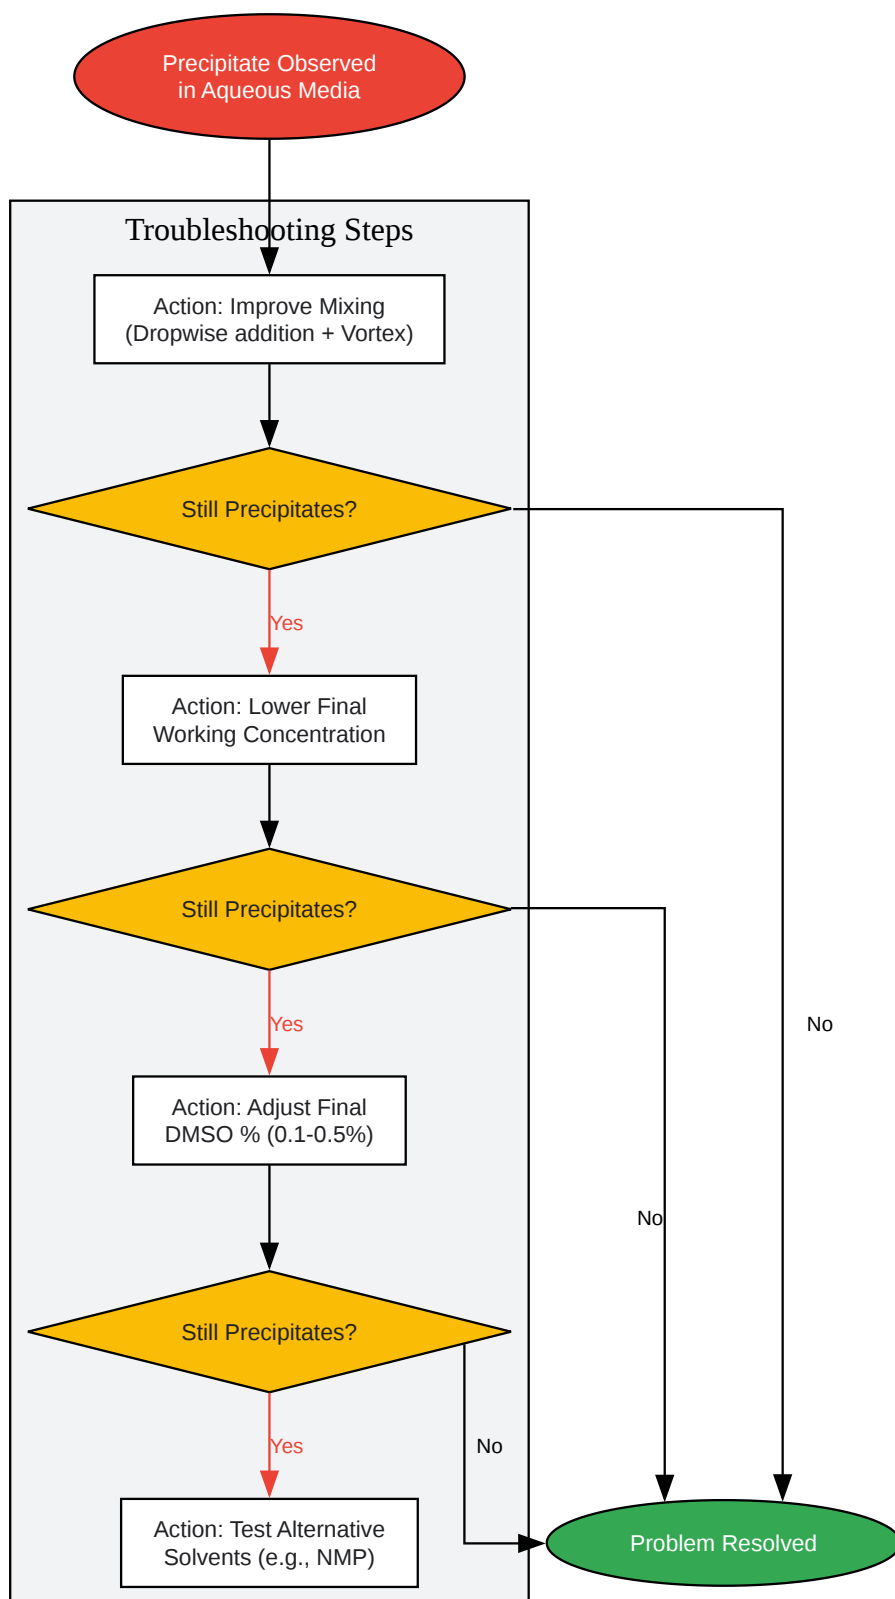 Precipitate Observed
in Aqueous Media
Troubleshooting Steps
Action: Improve Mixing
(Dropwise addition + Vortex)
Still Precipitates?
Yes
Action: Lower Final
Working Concentration
Still Precipitates?
Yes
No
Action: Adjust Final
DMSO % (0.1-0.5%)
No
Still Precipitates?
Yes
No
Action: Test Alternative
Solvents (e.g., NMP)
Problem Resolved